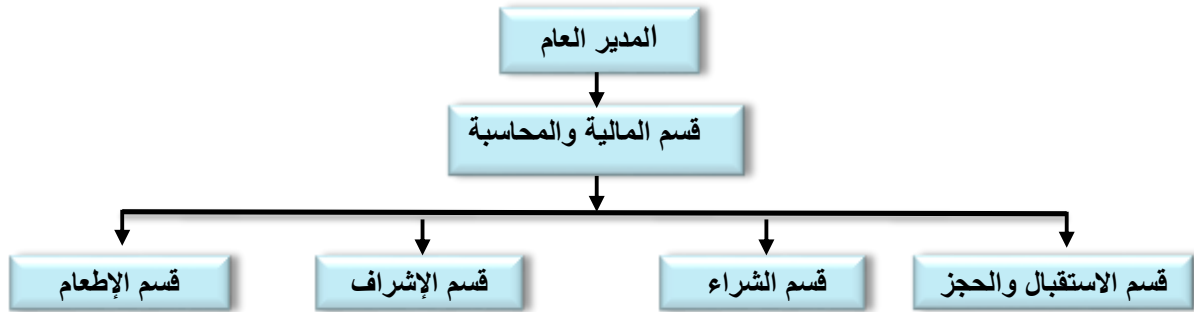 المدير العام
قسم المالية والمحاسبة
قسم الاستقبال والحجز
قسم الشراء
قسم الإشراف
قسم الإطعام